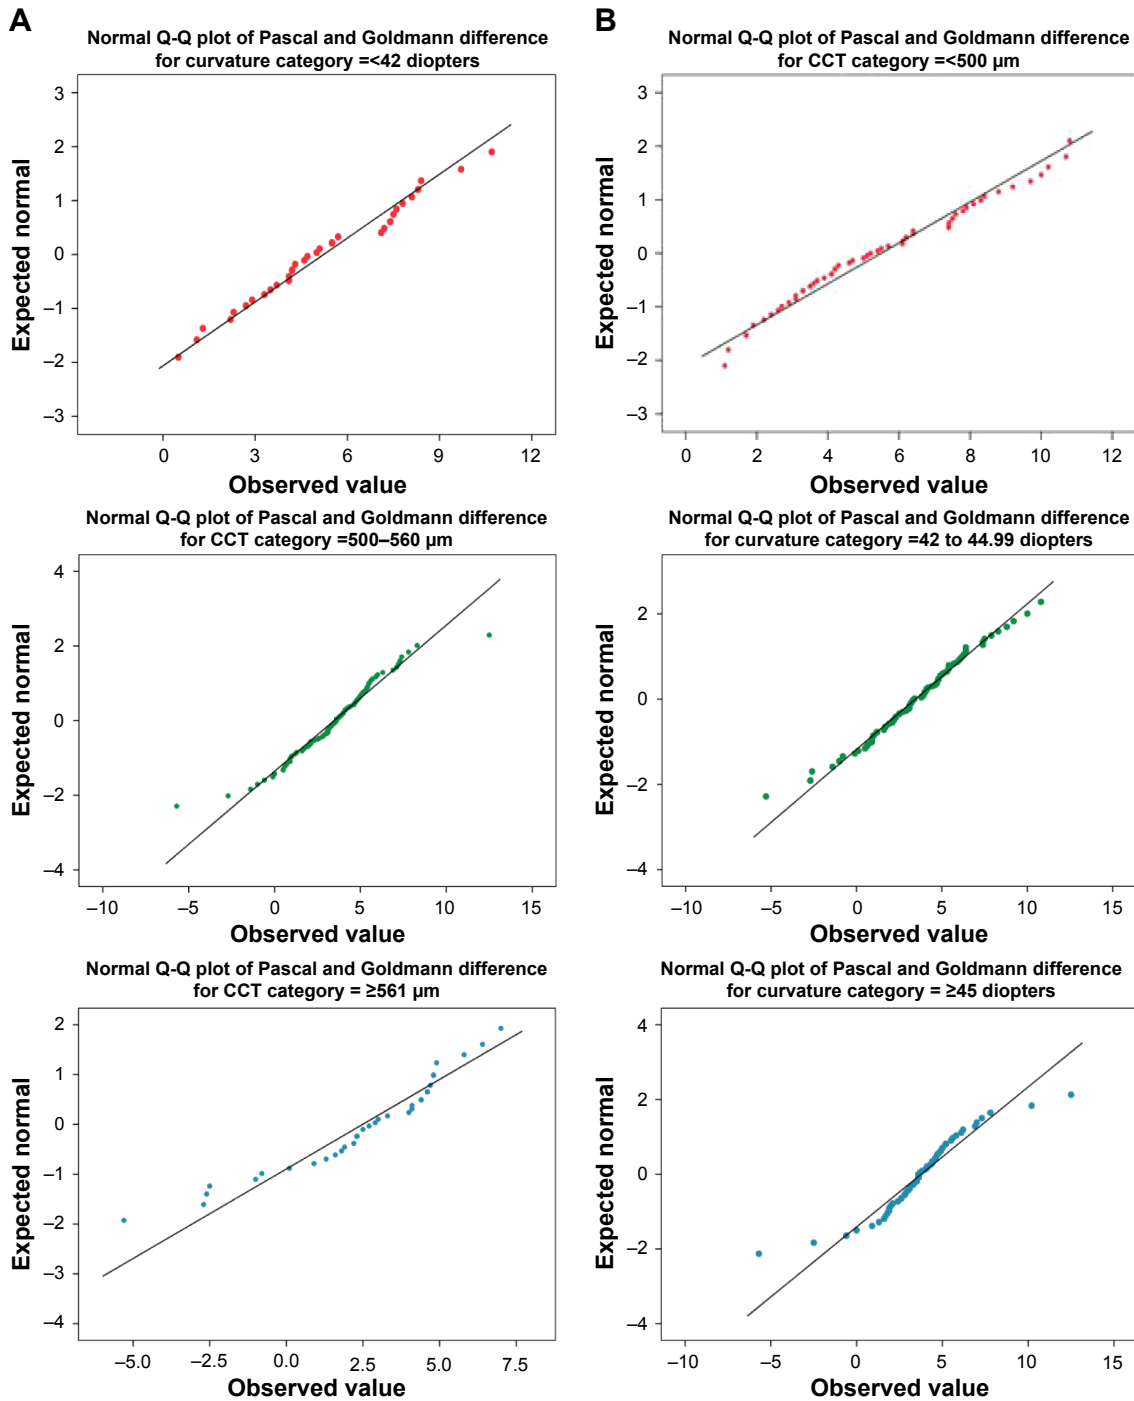 A
Normal Q-Q plot of Pascal and Goldmann difference
for curvature category =<42 diopters
Expected normal
3
2
1
0
–1
–2
–3
0 3 6 9 12
Observed value
B
Normal Q-Q plot of Pascal and Goldmann difference
for CCT category =<500 µm
Expected normal
3
2
1
0
–1
–2
–3
0 2 4 6 8 10 12
Observed value
Normal Q-Q plot of Pascal and Goldmann difference
for CCT category =500–560 µm
Expected normal
4
2
0
–2
–4
–10 –5 0 5 10 15
Observed value
Normal Q-Q plot of Pascal and Goldmann difference
for curvature category =42 to 44.99 diopters
Expected normal
2
0
–2
–4
–10 –5 0 5 10 15
Observed value
Normal Q-Q plot of Pascal and Goldmann difference
for CCT category = ≥561 µm
Expected normal
2
1
0
–1
–2
–3
–4
–5.0 –2.5 0.0 2.5 5.0 7.5
Observed value
Normal Q-Q plot of Pascal and Goldmann difference
for curvature category = ≥45 diopters
Expected normal
4
2
0
–2
–4
–10 –5 0 5 10 15
Observed value